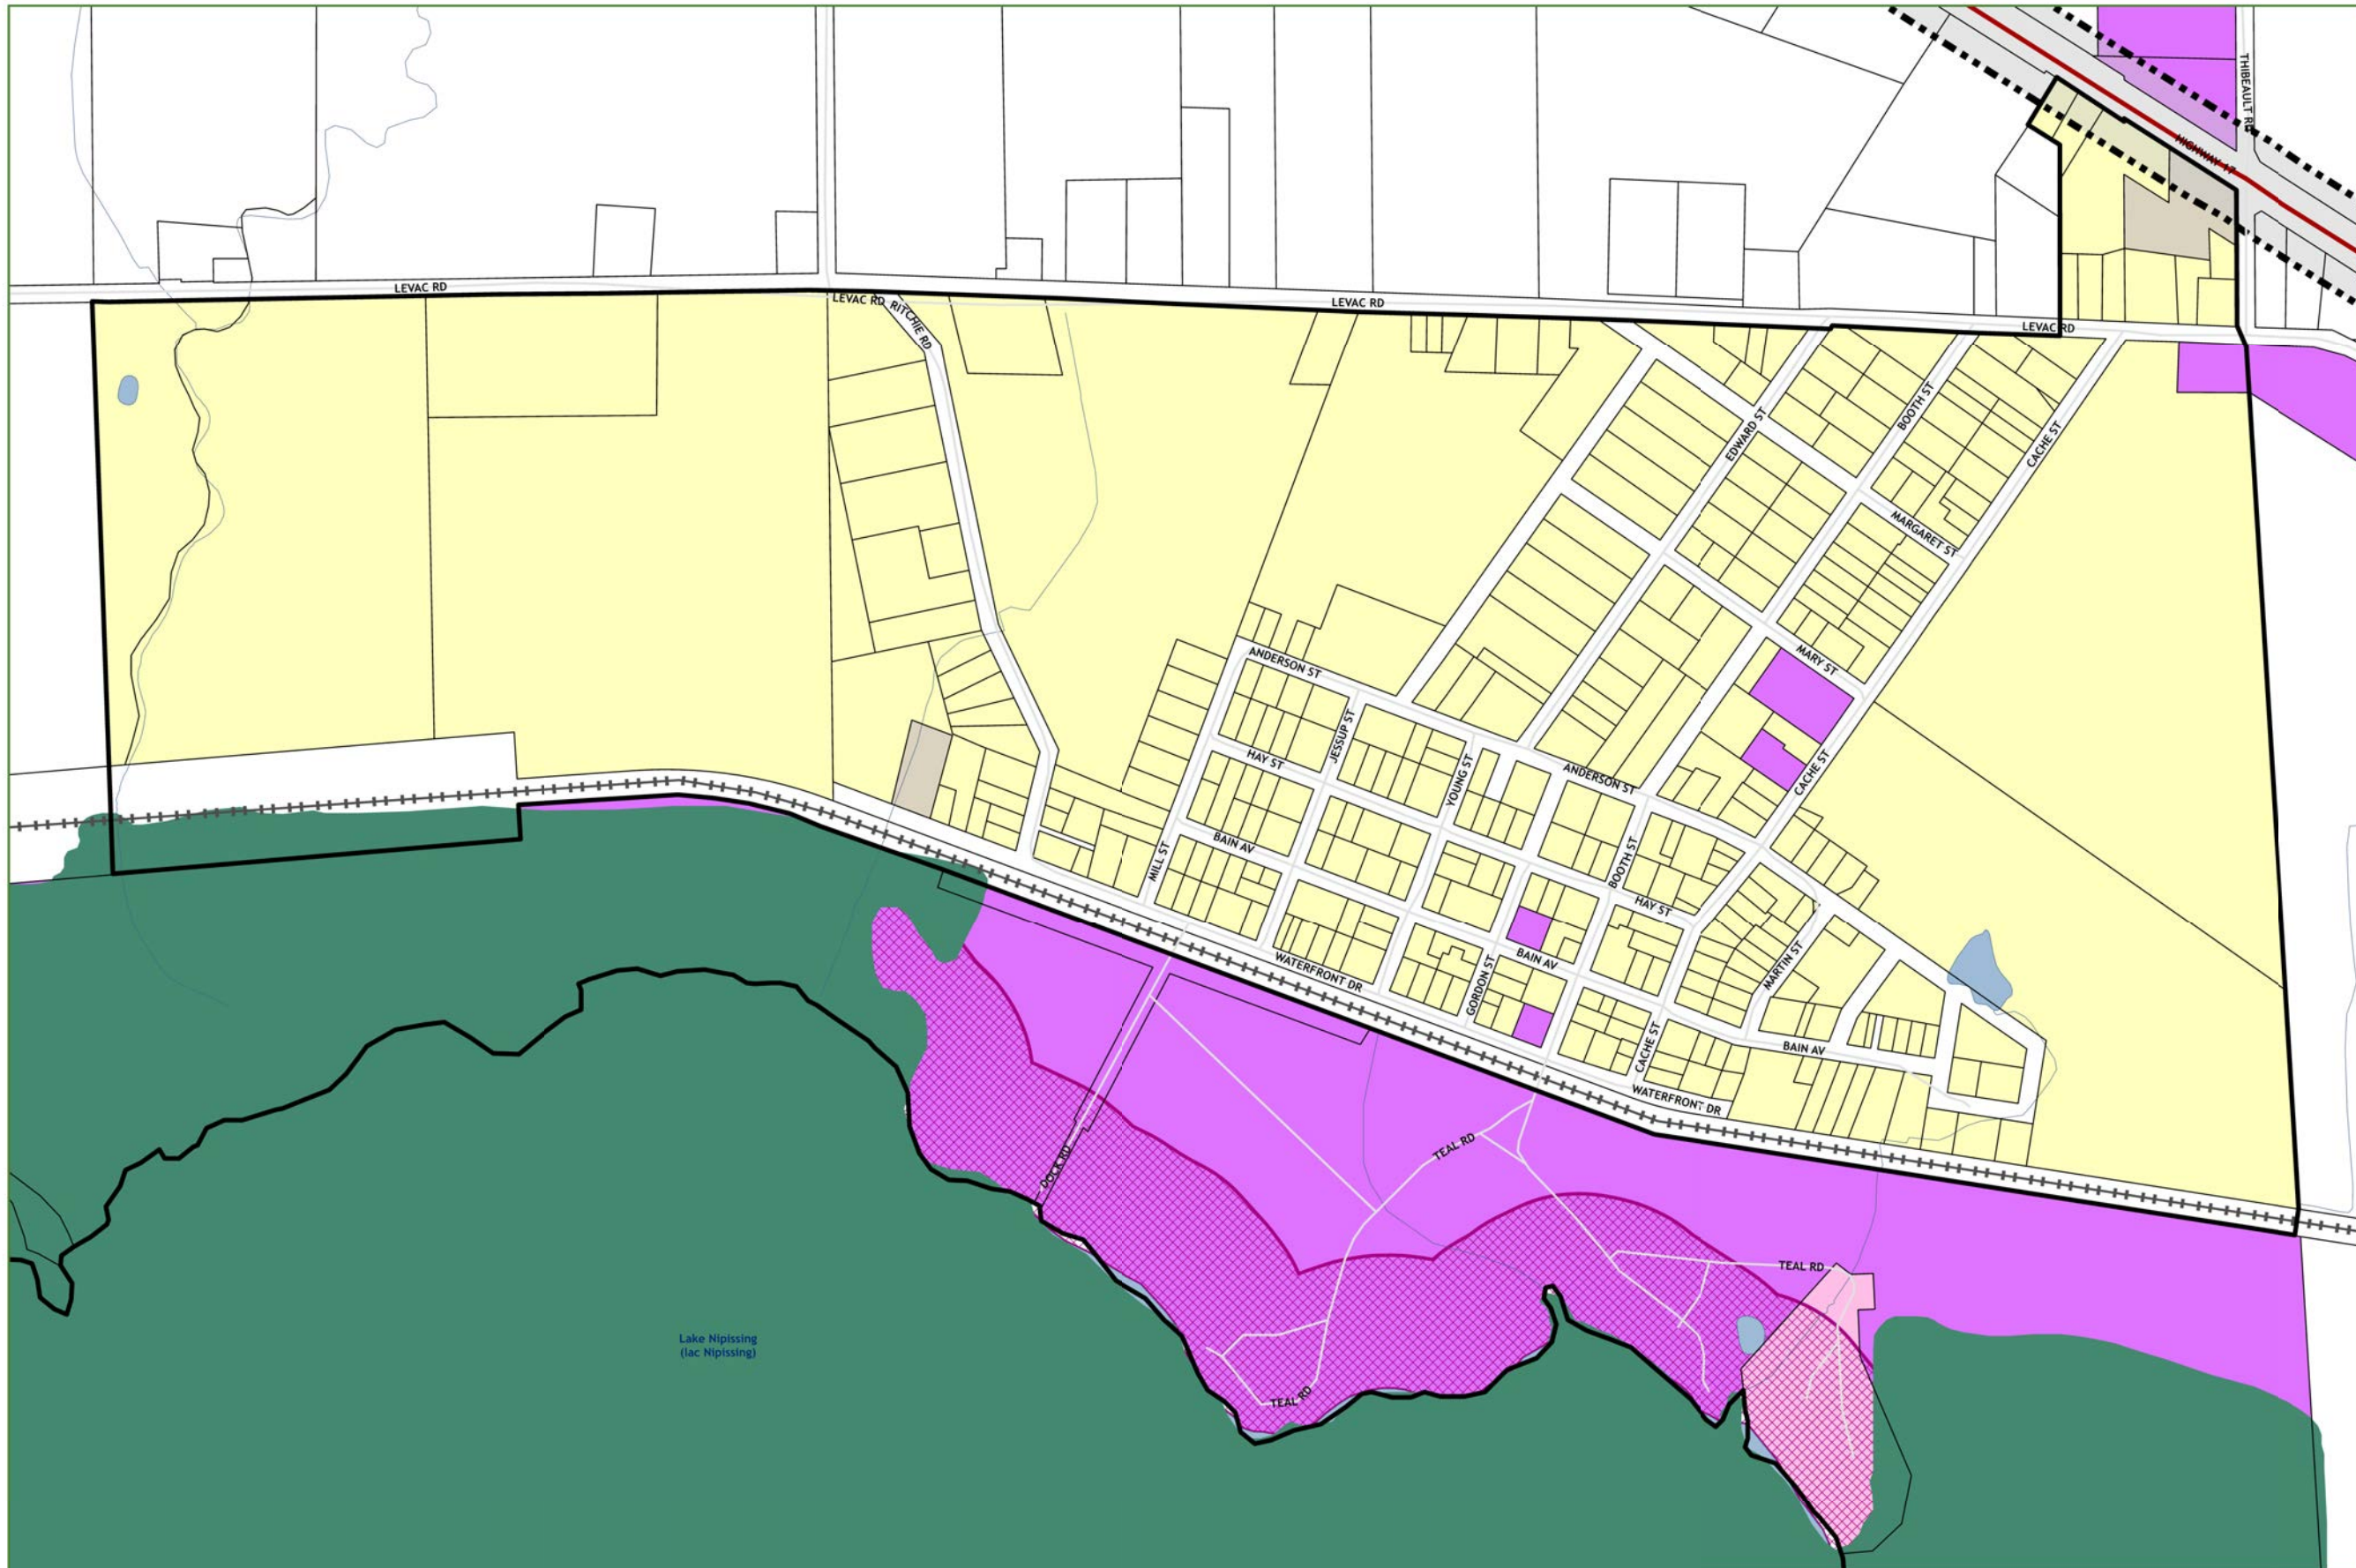 THIBEAULT RD
HIGHWAY 17
LEVAC RD
LEVAC RD
RITCHIE RD
LEVAC RD
LEVAC RD
BOOTH ST
EDWARD ST
CACHE ST
MARGARET ST
ANDERSON ST
MARY ST
JESSUP ST
HAY ST
YOUNG ST
ANDERSON ST
CACHE ST
BAIN AV
MILL ST
BOOTH ST
HAY ST
WATERFRONT DR
GORDON ST
BAIN AV
MARTIN ST
CACHE ST
BAIN AV
WATERFRONT DR
DOCK RD
TEAL RD
TEAL RD
Lake Nipissing
(lac Nipissing)
TEAL RD